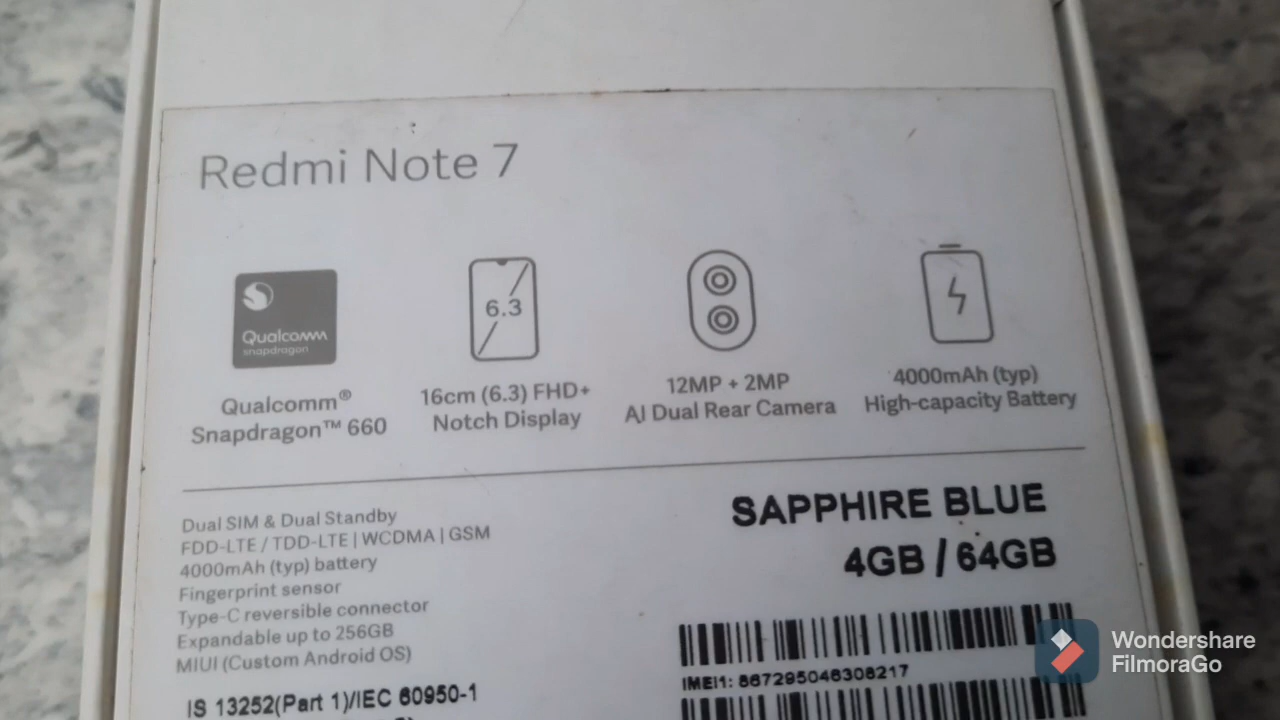 Redmi Note 7
Qualcomm
snapdragon
6.3
Qualcomm®
Snapdragon™ 660
16cm (6.3) FHD+
Notch Display
12MP + 2MP
AI Dual Rear Camera
4000mAh (typ)
High-capacity Battery
Dual SIM & Dual Standby
FDD-LTE / TDD-LTE | WCDMA | GSM
4000mAh (typ) battery
Fingerprint sensor
Type-C reversible connector
Expandable up to 256GB
MIUI (Custom Android OS)
IS 13252(Part 1)/IEC 60950-1
SAPPHIRE BLUE
4GB / 64GB
IMEI1: 867295046308217
Wondershare
FilmoraGo